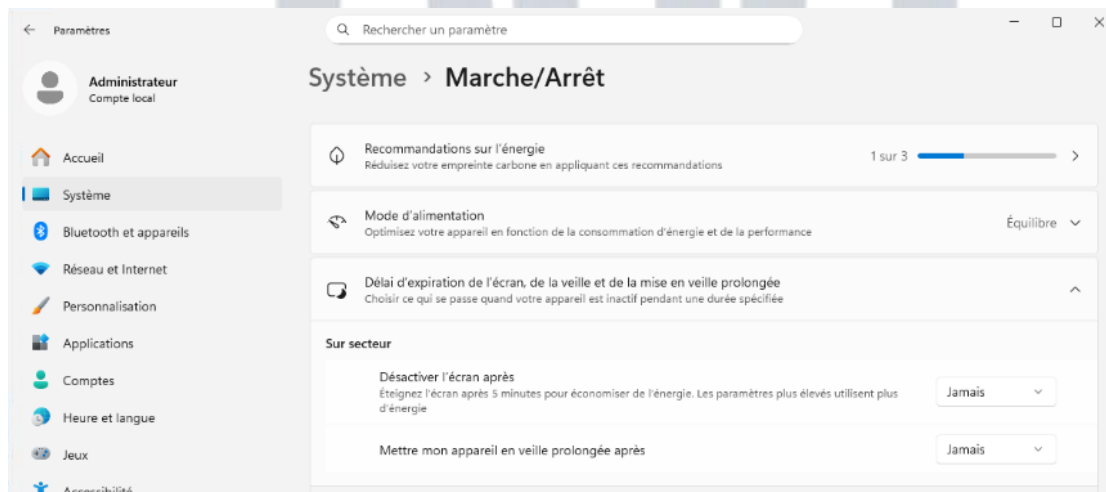 Paramètres
Rechercher un paramètre
Administrateur
Compte local
Accueil
Système
Bluetooth et appareils
Réseau et Internet
Personnalisation
Applications
Comptes
Heure et langue
Jeux
Accessibilité
Système > Marche/Arrêt
Recommandations sur l'énergie
Réduisez votre empreinte carbone en appliquant ces recommandations
1 sur 3
Mode d'alimentation
Optimisez votre appareil en fonction de la consommation d'énergie et de la performance
Équilibre
Délai d'expiration de l'écran, de la veille et de la mise en veille prolongée
Choisir ce qui se passe quand votre appareil est inactif pendant une durée spécifiée
Sur secteur
Désactiver l'écran après
Éteignez l'écran après 5 minutes pour économiser de l'énergie. Les paramètres plus élevés utilisent plus
d'énergie
Jamais
Mettre mon appareil en veille prolongée après
Jamais